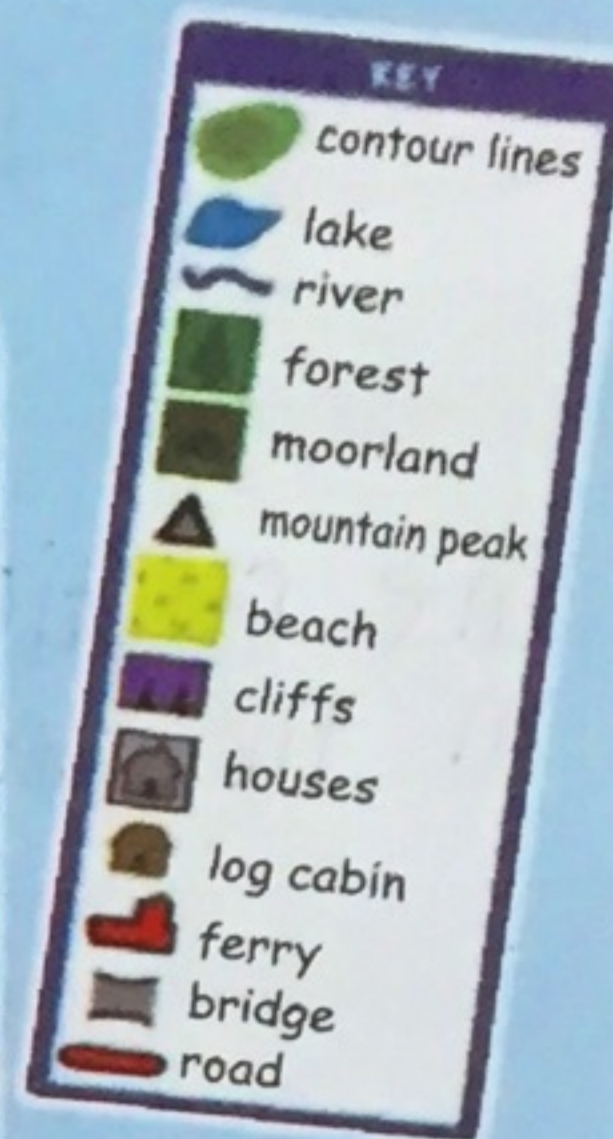 KEY
contour lines
lake
river
forest
moorland
mountain peak
beach
cliffs
houses
log cabin
ferry
bridge
road